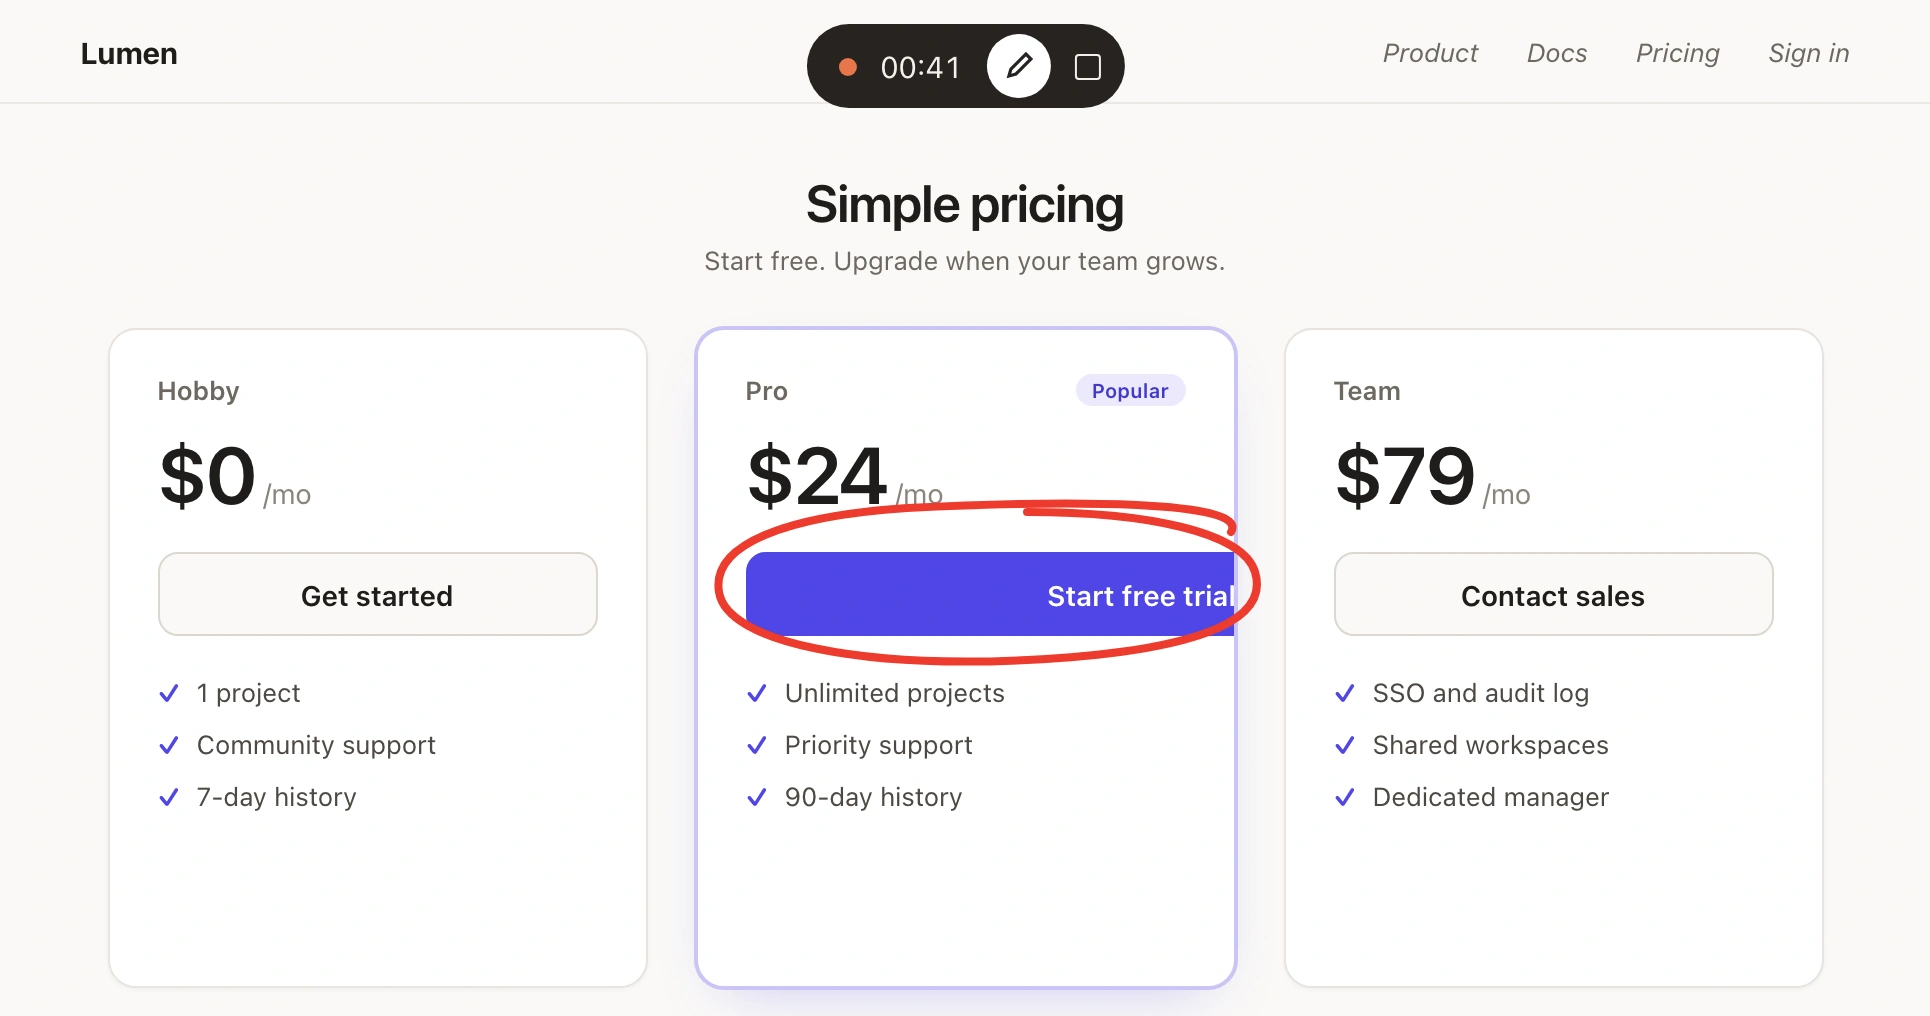 Lumen
00:41
Product Docs Pricing Sign in
Simple pricing
Start free. Upgrade when your team grows.
Hobby
$0 /mo
Get started
1 project
Community support
7-day history
Pro Popular
$24 /mo
Start free trial
Unlimited projects
Priority support
90-day history
Team
$79 /mo
Contact sales
SSO and audit log
Shared workspaces
Dedicated manager